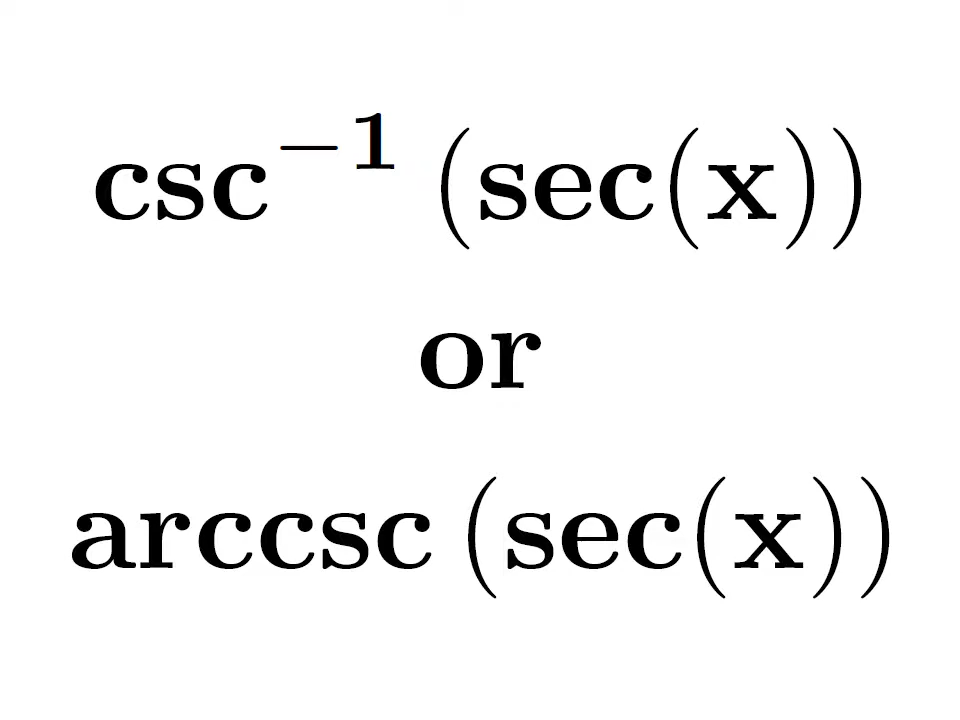 csc⁻¹ (sec(x))
or
arccsc (sec(x))